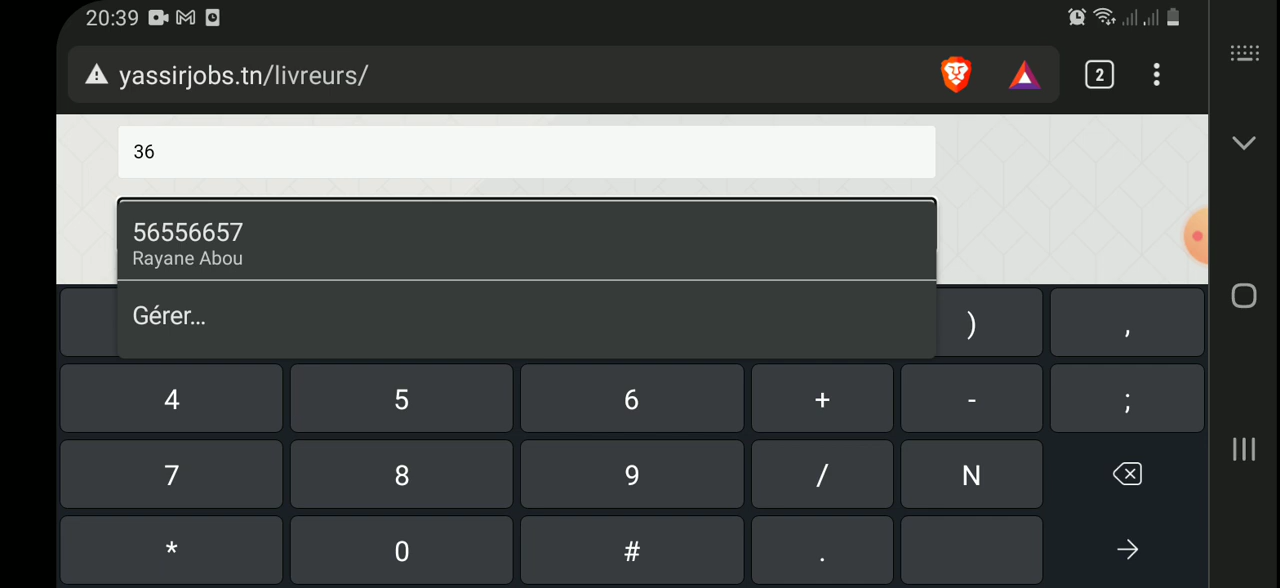 20:39
yassirjobs.tn/livreurs/
2
36
56556657
Rayane Abou
Gérer...
) ,
4 5 6 + - ;
7 8 9 / N
* 0 # .